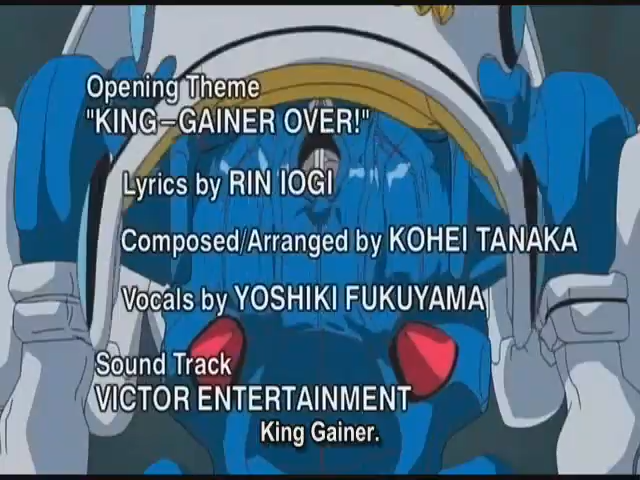 Opening Theme
"KING-GAINER OVER!"
Lyrics by RIN IOGI
Composed/Arranged by KOHEI TANAKA
Vocals by YOSHIKI FUKUYAMA
Sound Track
VICTOR ENTERTAINMENT
King Gainer.